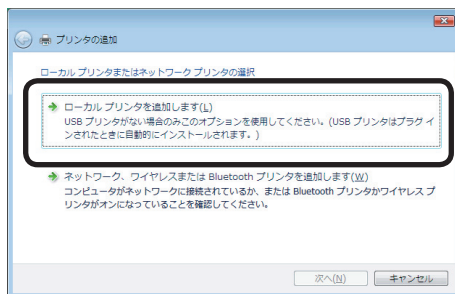 プリンタの追加
ローカル プリンタまたはネットワーク プリンタの選択
ローカル プリンタを追加します(L)
USB プリンタがない場合のみこのオプションを使用してください。(USB プリンタはプラグ イ
ンされたときに自動的にインストールされます。)
ネットワーク、ワイヤレスまたは Bluetooth プリンタを追加します(W)
コンピュータがネットワークに接続されているか、または Bluetooth プリンタかワイヤレス プ
リンタがオンになっていることを確認してください。
次へ(N) キャンセル